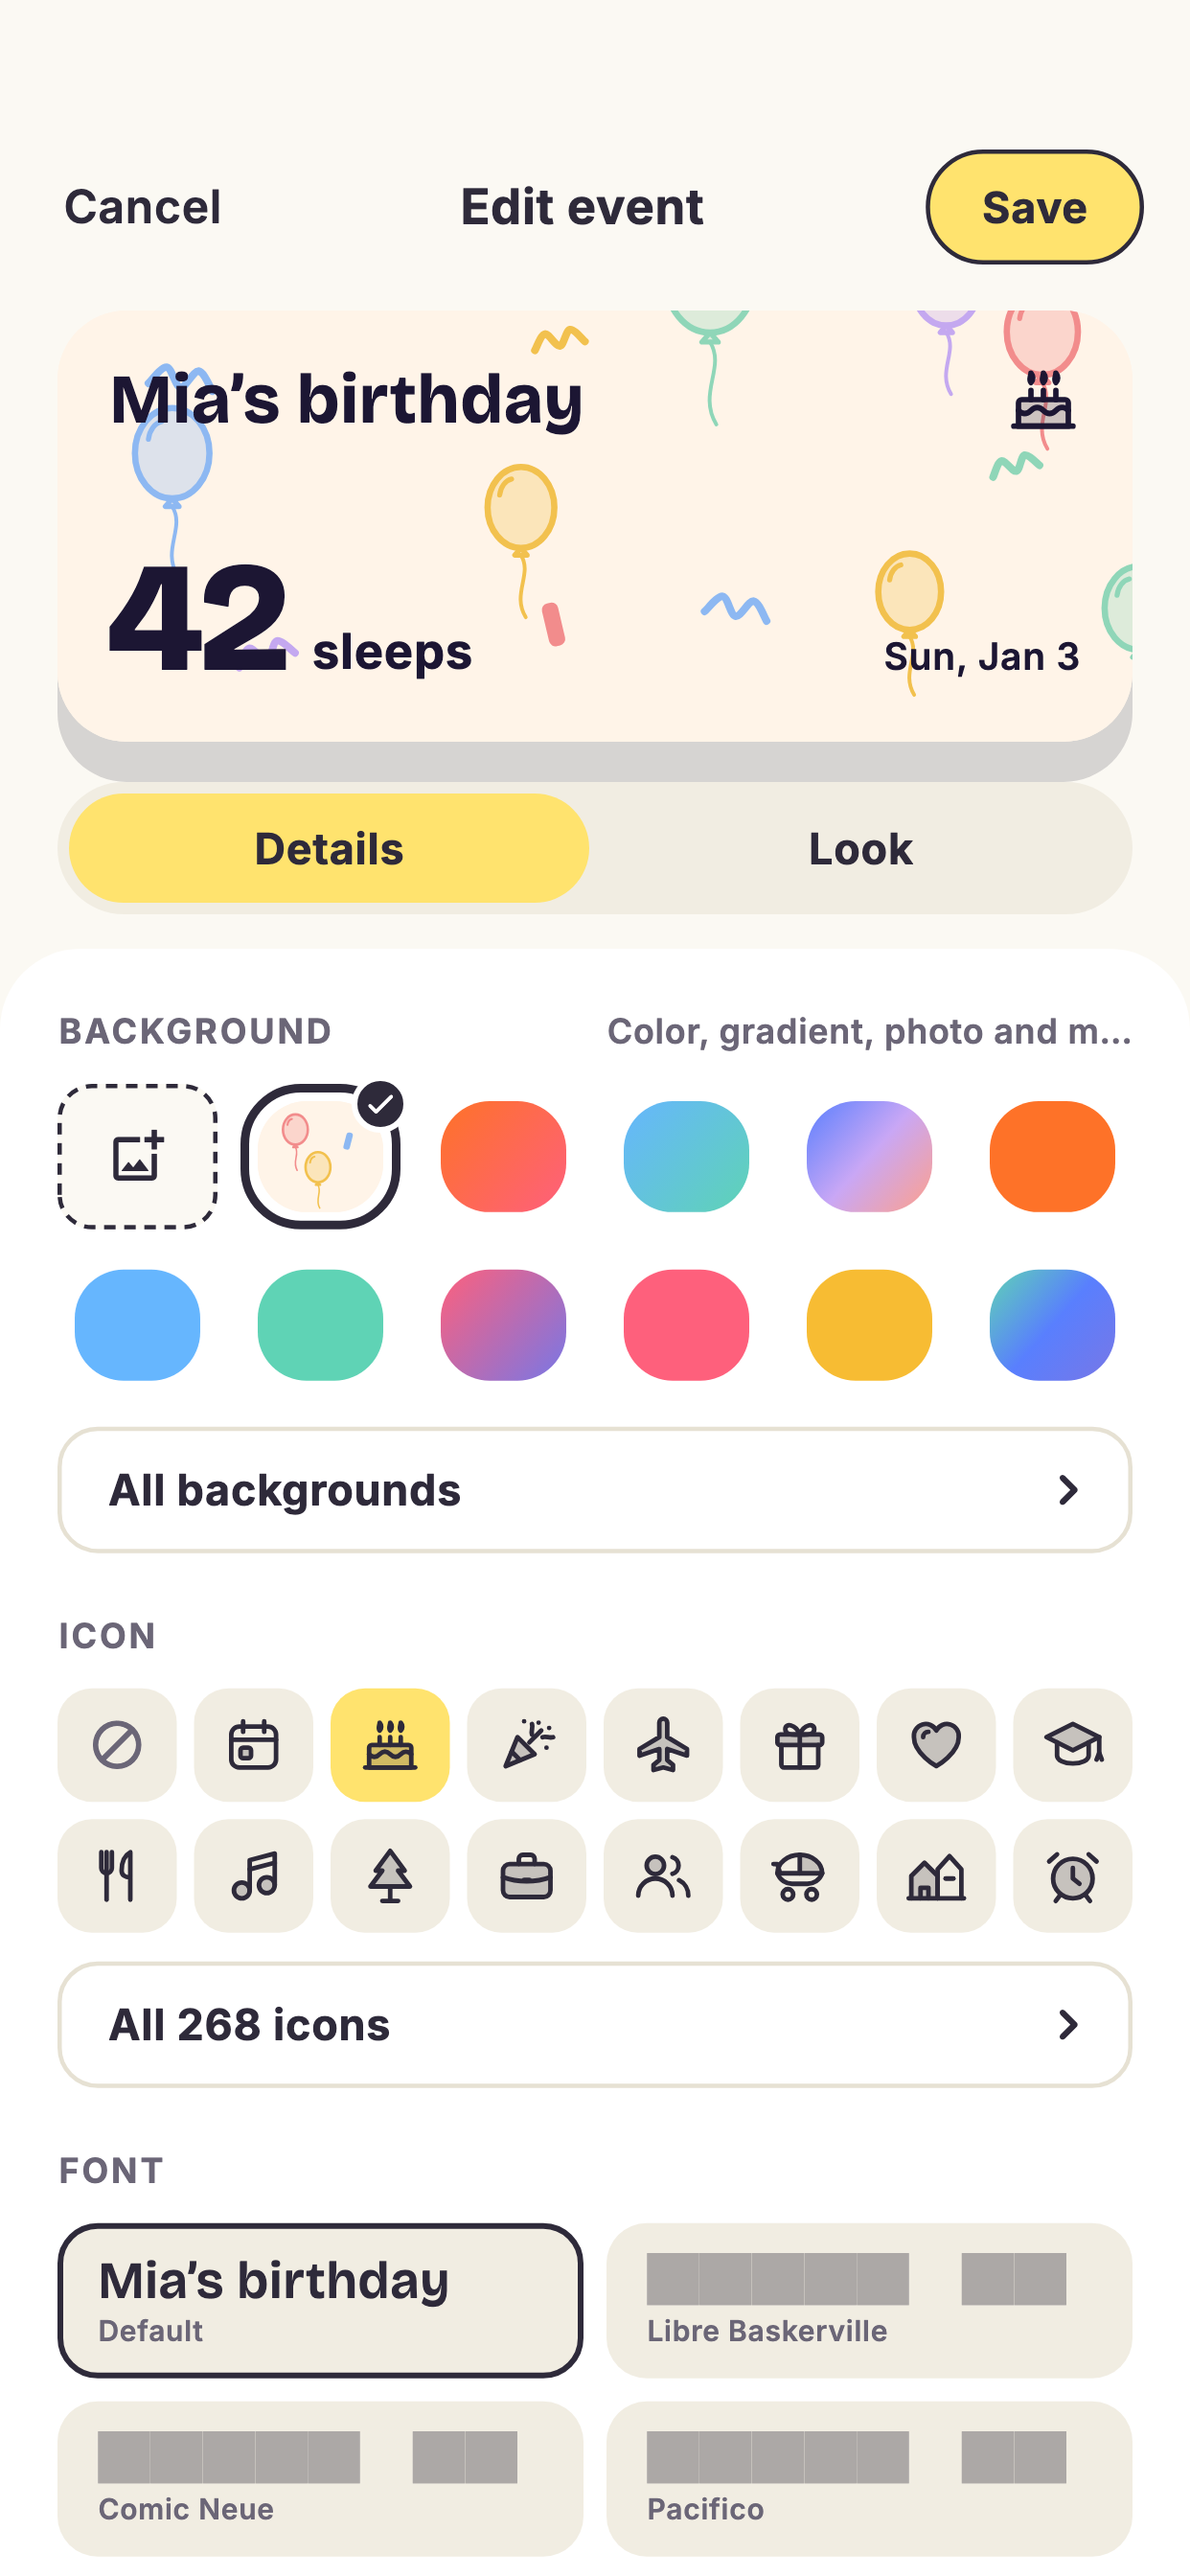 Cancel
Edit event
Save
Mia’s birthday
42 sleeps
Sun, Jan 3
Details
Look
BACKGROUND
Color, gradient, photo and m...
All backgrounds
ICON
All 268 icons
FONT
Mia’s birthday
Default
Libre Baskerville
Comic Neue
Pacifico